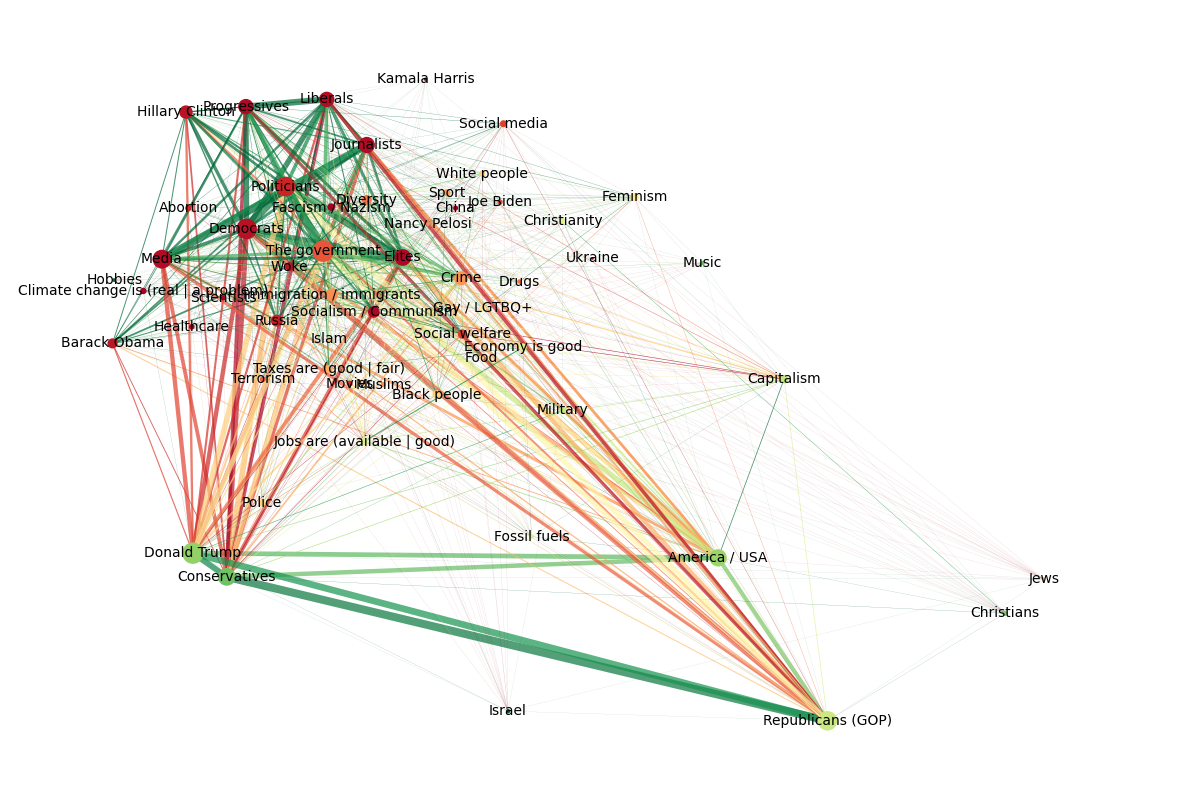 Kamala Harris
Liberals
Progressives
Hillary Clinton
Social media
Journalists
White people
Politicians
Sport
Feminism
Diversity
Joe Biden
Abortion
Fascism / Nazism
China
Christianity
Nancy Pelosi
Democrats
The government
Elites
Media
Ukraine
Music
Woke
Hobbies
Crime
Drugs
Climate change is (real | a problem)
Scientists
Immigration / immigrants
Gay / LGTBQ+
Socialism / Communism
Russia
Healthcare
Social welfare
Islam
Barack Obama
Economy is good
Food
Taxes are (good | fair)
Terrorism
Movies
Muslims
Capitalism
Black people
Military
Jobs are (available | good)
Police
Fossil fuels
Donald Trump
America / USA
Conservatives
Jews
Christians
Israel
Republicans (GOP)